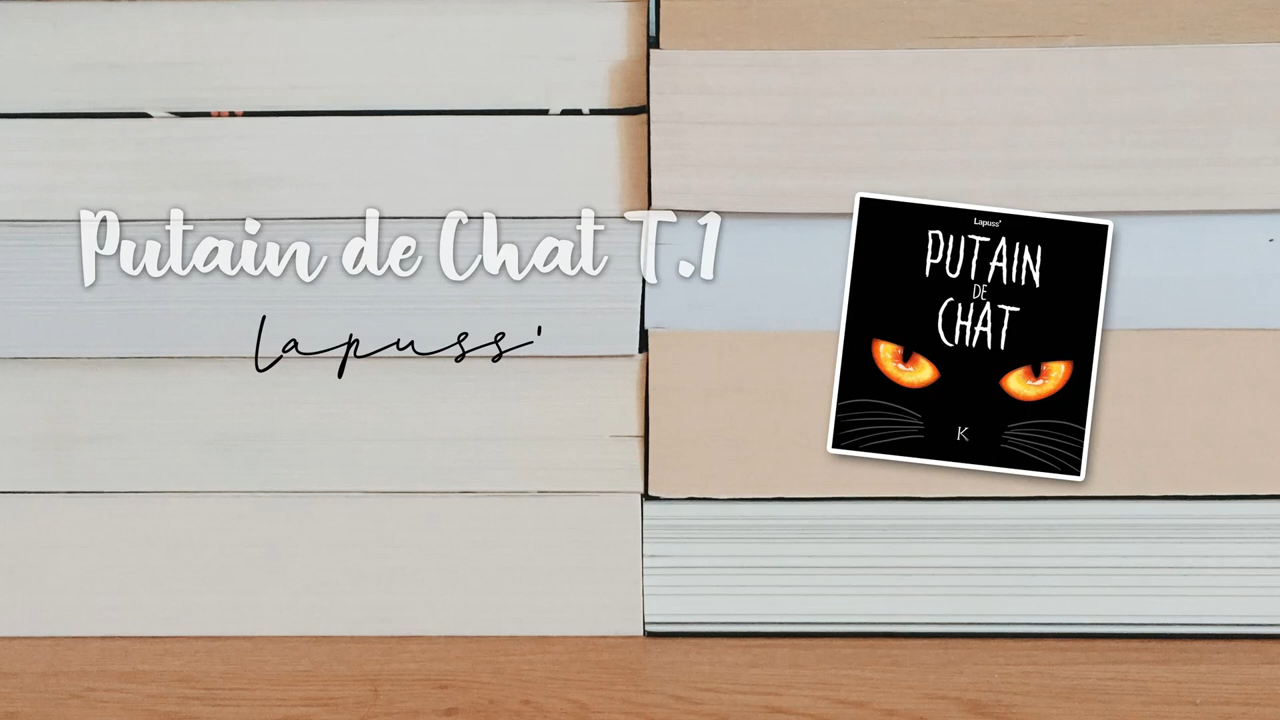 Putain de Chat T.1
Lapuss'
Lapuss'
PUTAIN
DE
CHAT
K